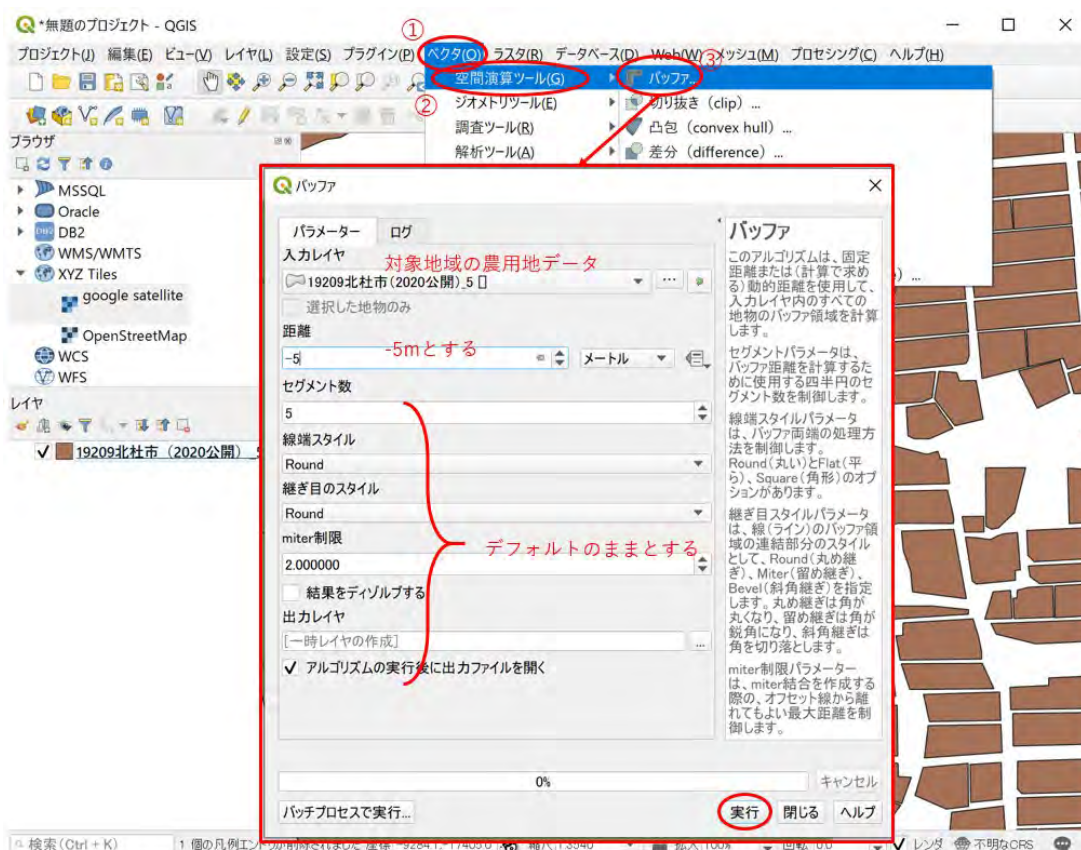 *無題のプロジェクト - QGIS
①
プロジェクト(J) 編集(E) ビュー(V) レイヤ(L) 設定(S) プラグイン(P) ベクタ(O) ラスタ(R) データベース(D) Web(W) メッシュ(M) プロセシング(C) ヘルプ(H)
③
空間演算ツール(G)
バッファ...
②
ジオメトリツール(E)
切り抜き（clip）...
調査ツール(R)
凸包（convex hull）...
解析ツール(A)
差分（difference）...
ブラウザ
MSSQL
Oracle
DB2
WMS/WMTS
XYZ Tiles
google satellite
OpenStreetMap
WCS
WFS
レイヤ
19209北杜市（2020公開）
バッファ
パラメーター ログ
入力レイヤ
対象地域の農用地データ
19209北杜市（2020公開）_5 []
...
選択した地物のみ
距離
-5
-5mとする
メートル
セグメント数
5
線端スタイル
Round
継ぎ目のスタイル
Round
デフォルトのままとする
miter制限
2.000000
結果をディゾルブする
出力レイヤ
[一時レイヤの作成]
...
アルゴリズムの実行後に出力ファイルを開く
バッファ
このアルゴリズムは、固定
距離または(計算で求め
る)動的距離を使用して、
入力レイヤ内のすべての
地物のバッファ領域を計算
します。
セグメントパラメータは、
バッファ距離を計算するた
めに使用する四半円のセ
グメント数を制御します。
線端スタイルパラメータ
は、バッファ両端の処理方
法を制御します。
Round(丸い)とFlat(平
ら)、Square(角形)のオプ
ションがあります。
継ぎ目スタイルパラメータ
は、線(ライン)のバッファ領
域の連結部分のスタイル
として、Round(丸め継
ぎ)、Miter(留め継ぎ)、
Bevel(斜角継ぎ)を指定
します。丸め継ぎは角が
丸くなり、留め継ぎは角が
鋭角になり、斜角継ぎは
角を切り落とします。
miter制限パラメーター
は、miter結合を作成する
際の、オフセット線から離
れてもよい最大距離を制
御します。
0%
キャンセル
バッチプロセスで実行...
実行 閉じる ヘルプ
検索(Ctrl + K)
1 個の凡例エントリが削除されました 座標
拡大 100%
回転 0.0
レンダ
不明なCRS